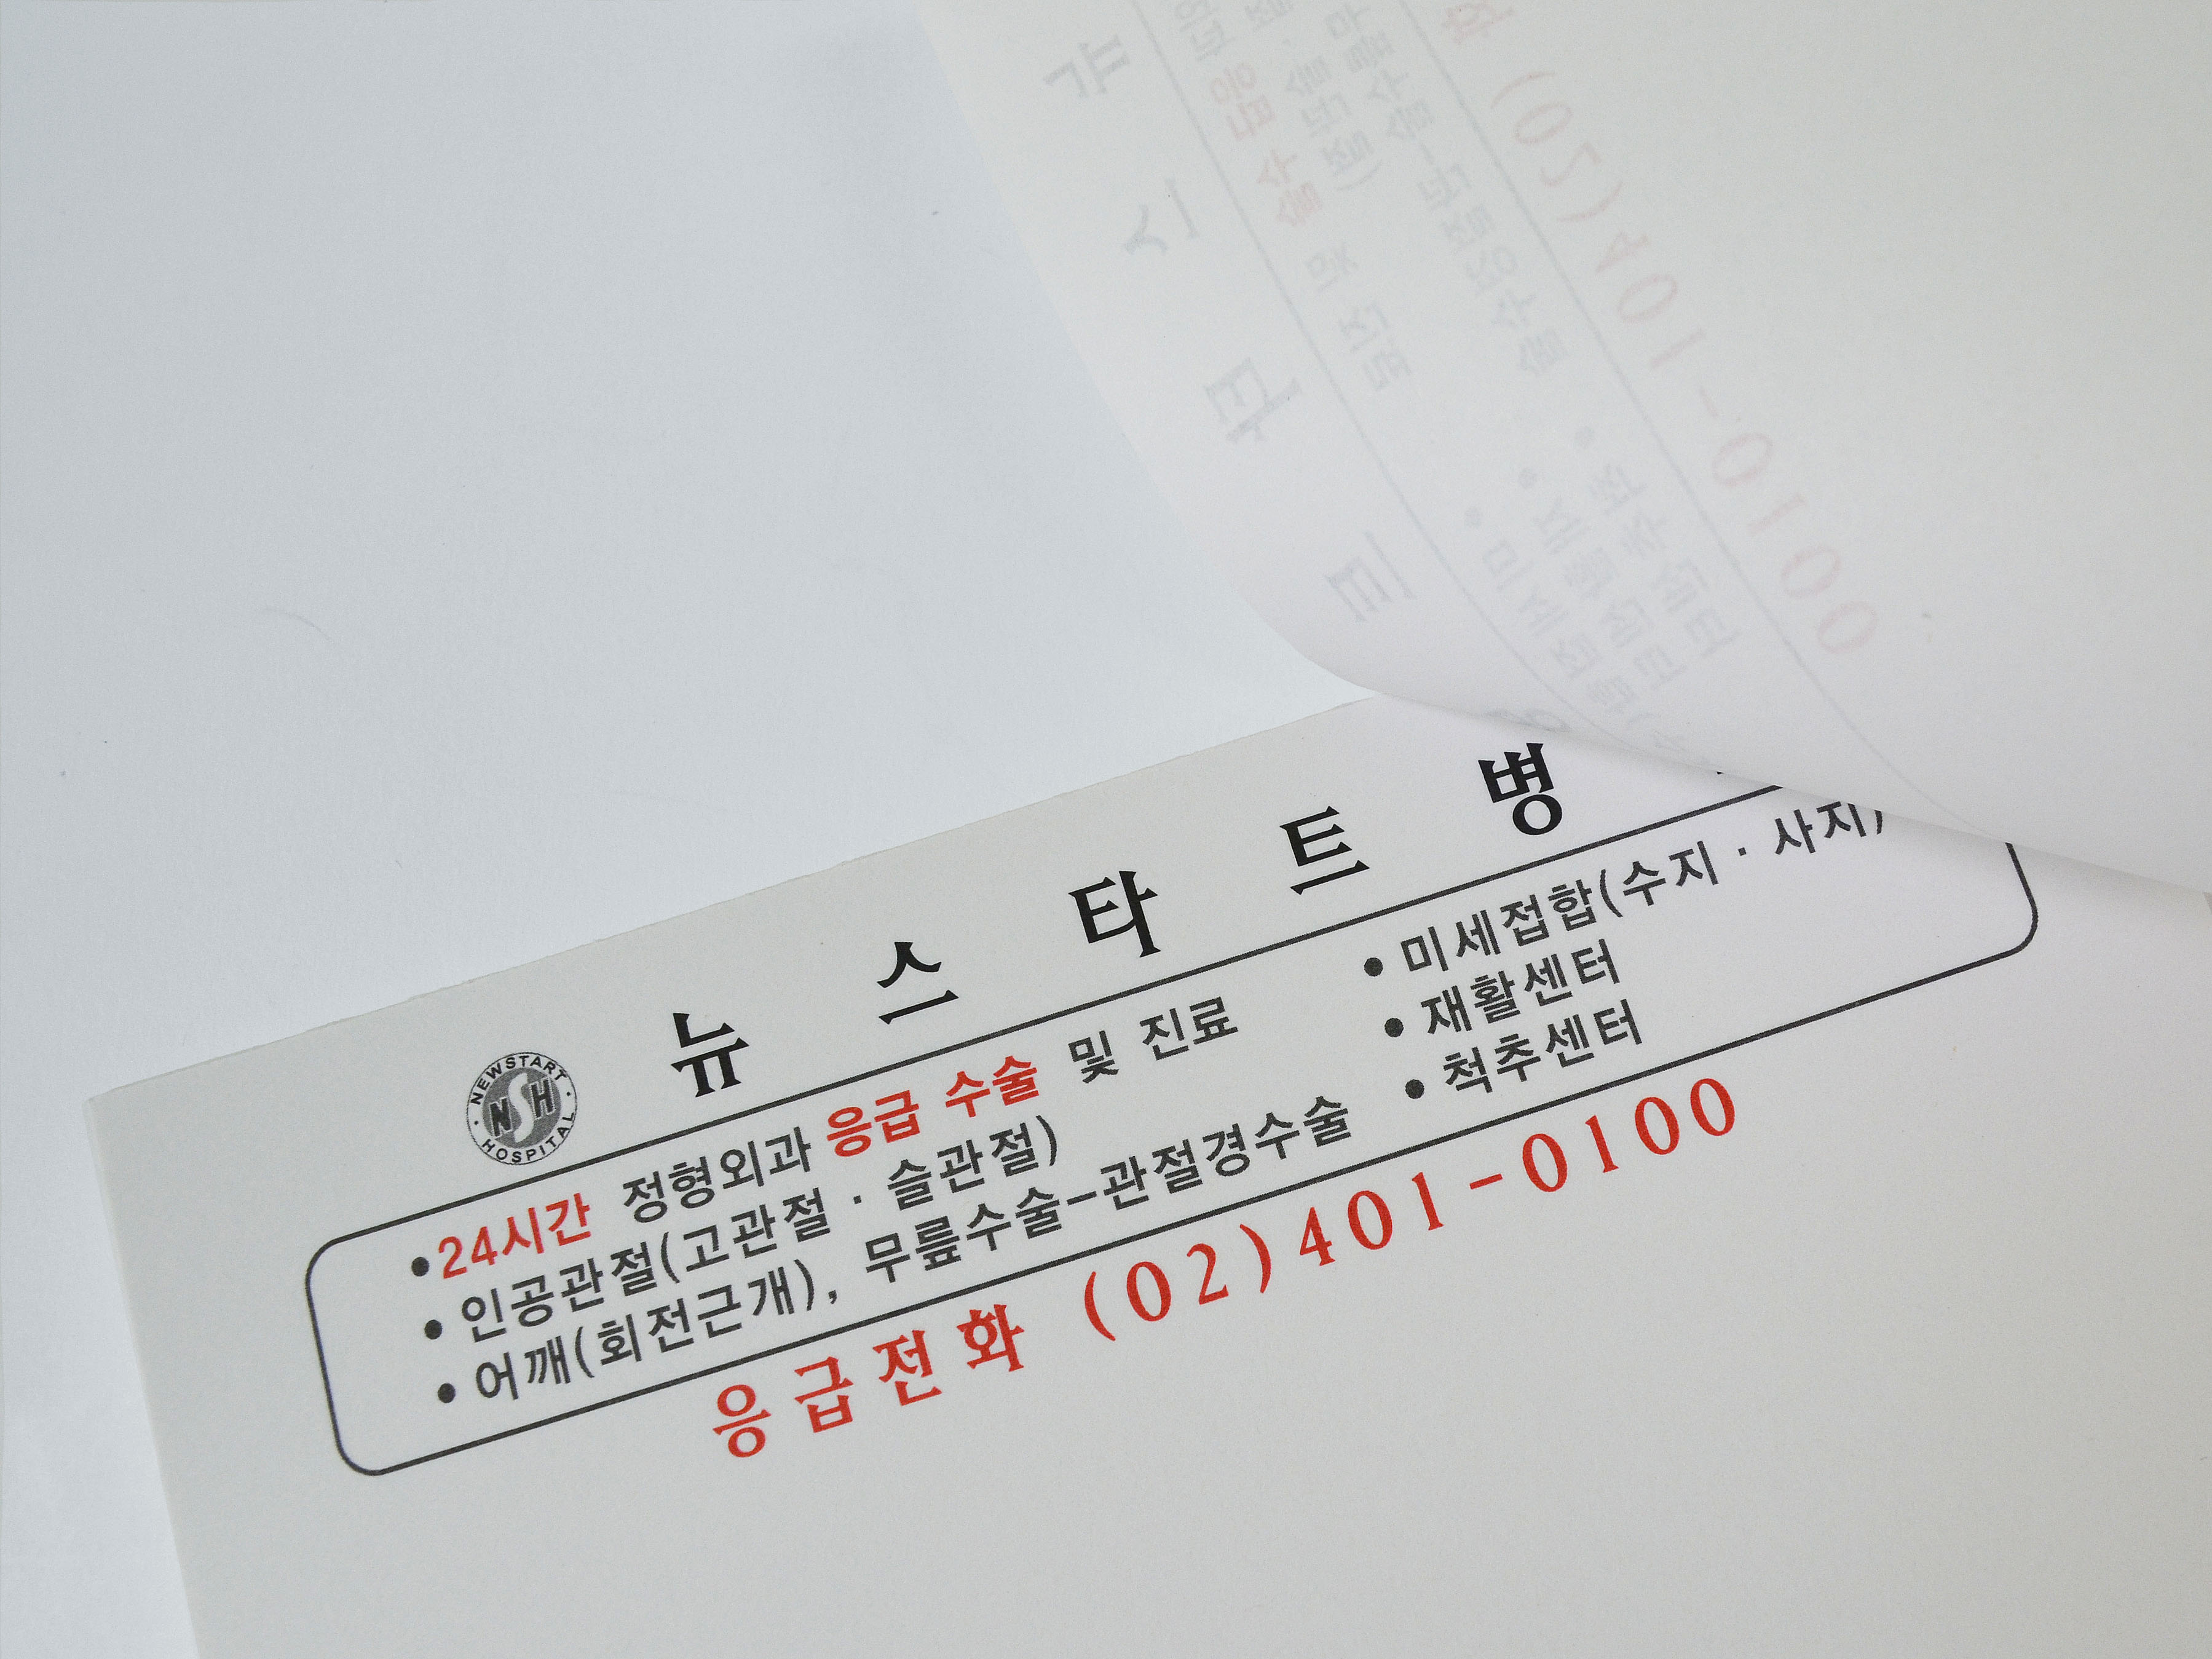 뉴스타트병
NEWSTART
NSH
HOSPITAL
•24시간 정형외과 응급 수술 및 진료
• 인공관절(고관절 · 슬관절)
• 어깨(회전근개), 무릎수술-관절경수술
• 미세접합(수지 · 사지)
• 재활센터
• 척추센터
응급전화 (02)401-0100